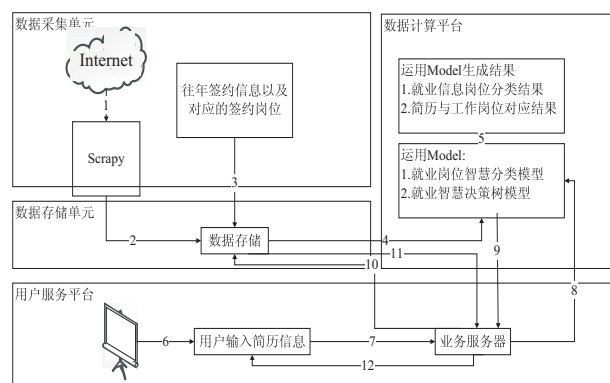 数据采集单元
Internet
1
Scrapy
往年签约信息以及
对应的签约岗位
3
数据计算平台
运用Model生成结果
1.就业信息岗位分类结果
2.简历与工作岗位对应结果
5
运用Model:
1.就业岗位智慧分类模型
2.就业智慧决策树模型
数据存储单元
2
数据存储
4
11
10
9
8
用户服务平台
6
用户输入简历信息
7
业务服务器
12